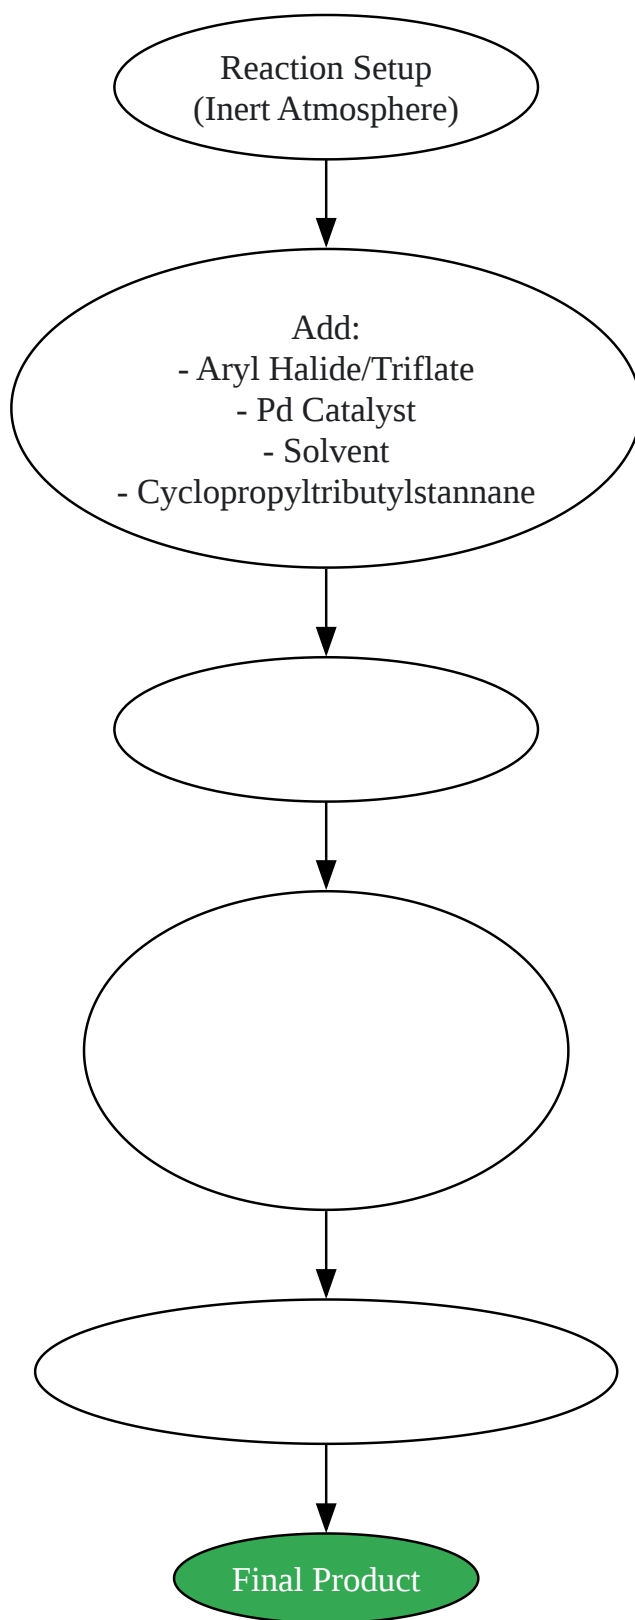 Reaction Setup
(Inert Atmosphere)
Add:
- Aryl Halide/Triflate
- Pd Catalyst
- Solvent
- Cyclopropyltributylstannane
Final Product